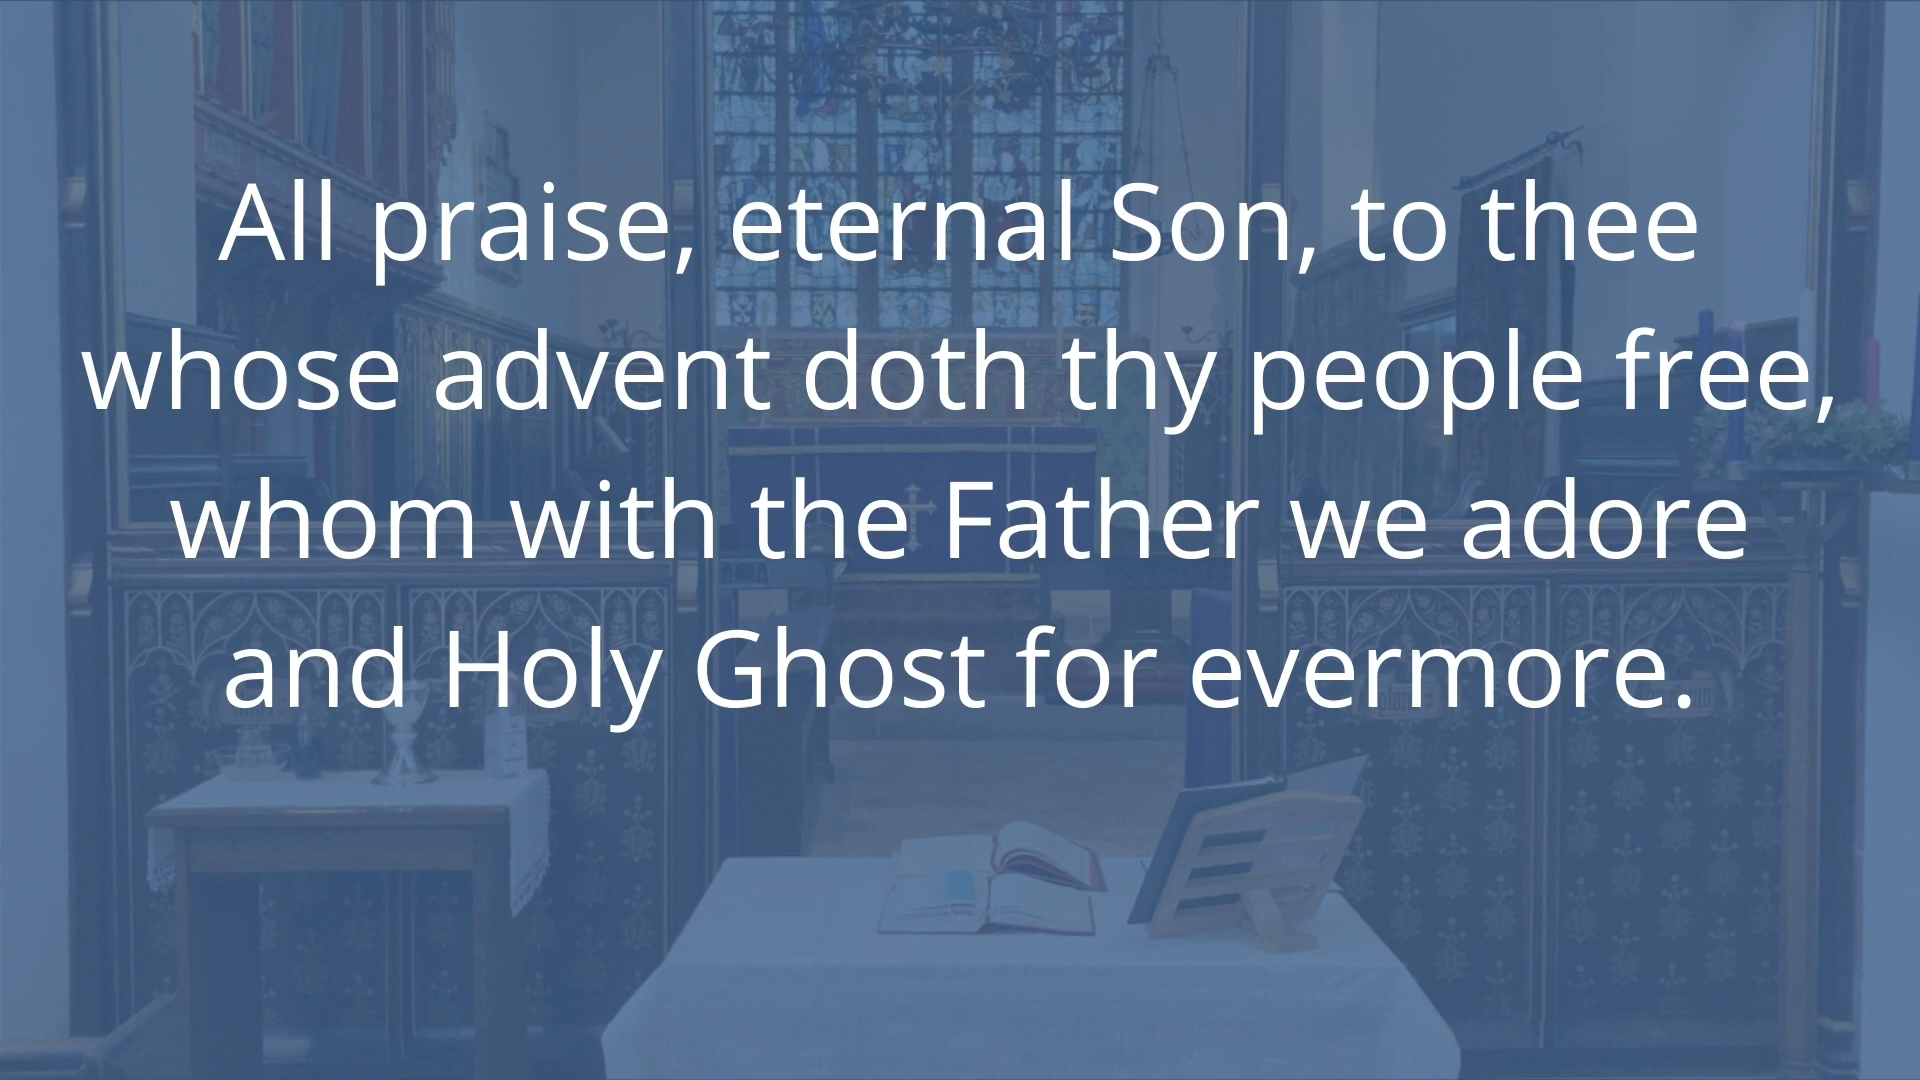 All praise, eternal Son, to thee
whose advent doth thy people free,
whom with the Father we adore
and Holy Ghost for evermore.